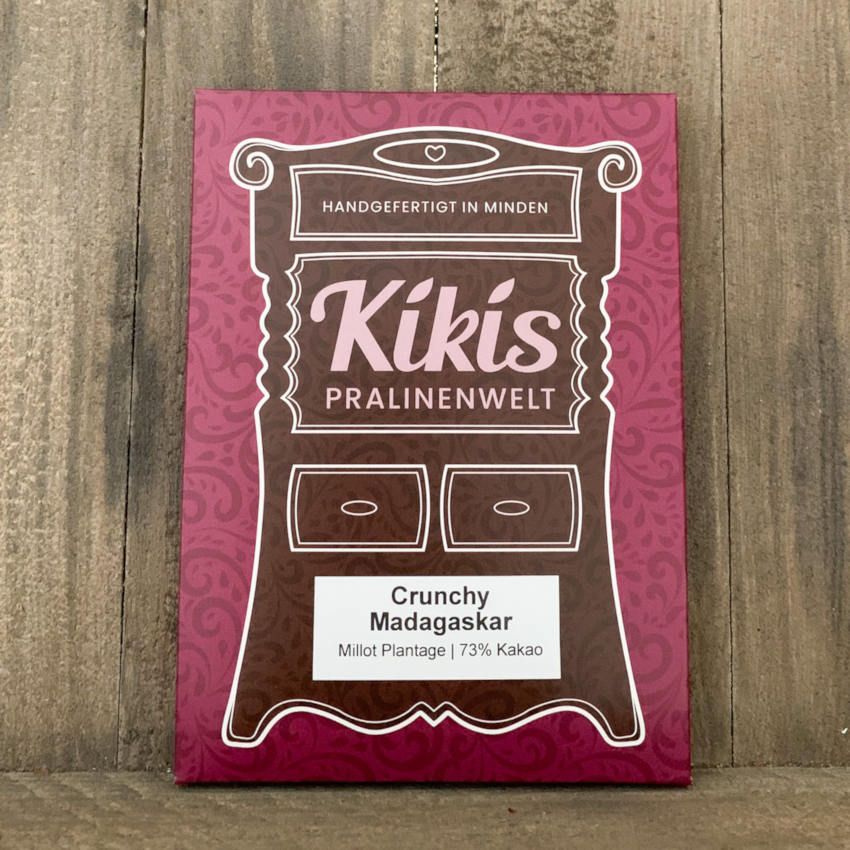 HANDGEFERTIGT IN MINDEN
Kikis
PRALINENWELT
Crunchy
Madagaskar
Millot Plantage | 73% Kakao